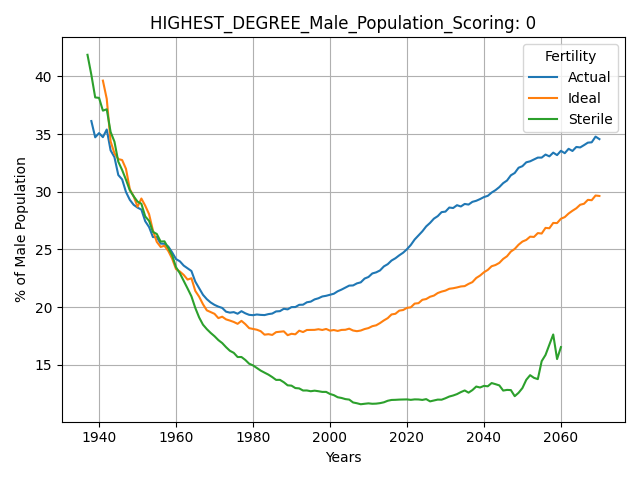 HIGHEST_DEGREE_Male_Population_Scoring: 0
Fertility
Actual
Ideal
Sterile
% of Male Population
40
35
30
25
20
15
1940 1960 1980 2000 2020 2040 2060
Years